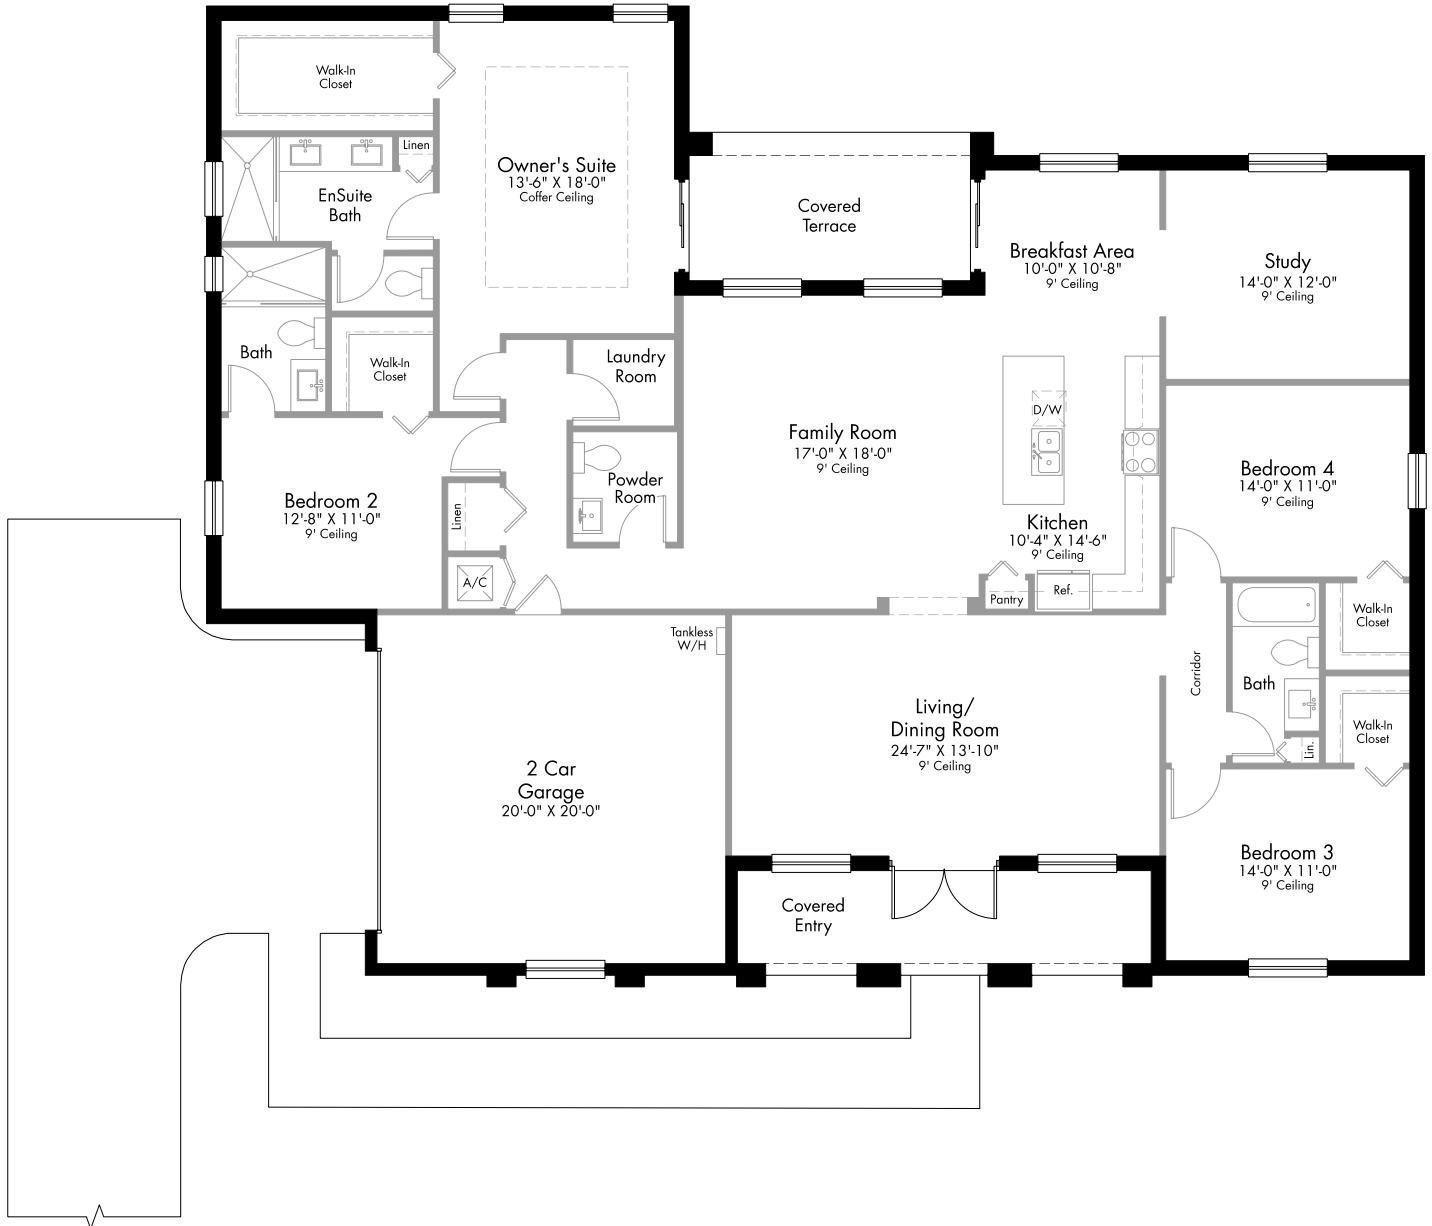 Walk-In
Closet
Linen
EnSuite
Bath
Owner's Suite
13'-6" X 18'-0"
Coffer Ceiling
Covered
Terrace
Breakfast Area
10'-0" X 10'-8"
9' Ceiling
Study
14'-0" X 12'-0"
9' Ceiling
Bath
Walk-In
Closet
Laundry
Room
D/W
Family Room
17'-0" X 18'-0"
9' Ceiling
Bedroom 4
14'-0" X 11'-0"
9' Ceiling
Bedroom 2
12'-8" X 11'-0"
9' Ceiling
Linen
Powder
Room
Kitchen
10'-4" X 14'-6"
9' Ceiling
A/C
Pantry
Ref.
Tankless
W/H
Walk-In
Closet
Corridor
Bath
Living/
Dining Room
24'-7" X 13'-10"
9' Ceiling
Lin.
Walk-In
Closet
2 Car
Garage
20'-0" X 20'-0"
Bedroom 3
14'-0" X 11'-0"
9' Ceiling
Covered
Entry